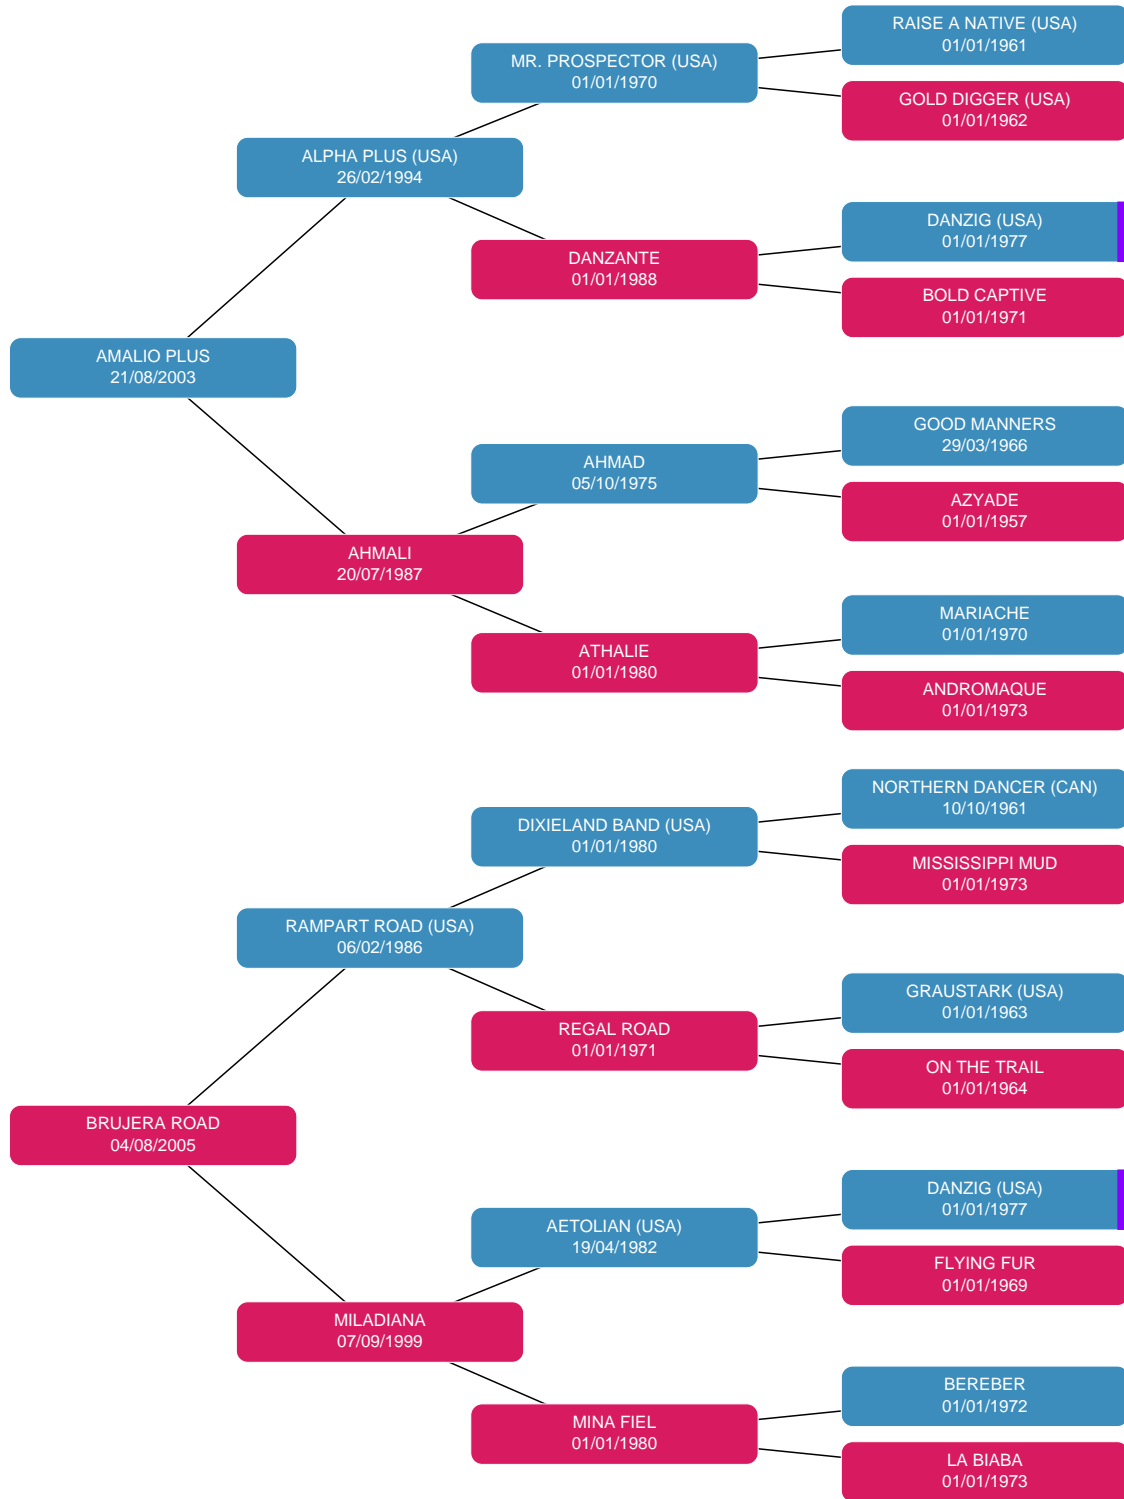 RAISE A NATIVE (USA)
01/01/1961
MR. PROSPECTOR (USA)
01/01/1970
GOLD DIGGER (USA)
01/01/1962
ALPHA PLUS (USA)
26/02/1994
DANZIG (USA)
01/01/1977
DANZANTE
01/01/1988
BOLD CAPTIVE
01/01/1971
AMALIO PLUS
21/08/2003
GOOD MANNERS
29/03/1966
AHMAD
05/10/1975
AZYADE
01/01/1957
AHMALI
20/07/1987
MARIACHE
01/01/1970
ATHALIE
01/01/1980
ANDROMAQUE
01/01/1973
NORTHERN DANCER (CAN)
10/10/1961
DIXIELAND BAND (USA)
01/01/1980
MISSISSIPPI MUD
01/01/1973
RAMPART ROAD (USA)
06/02/1986
GRAUSTARK (USA)
01/01/1963
REGAL ROAD
01/01/1971
ON THE TRAIL
01/01/1964
BRUJERA ROAD
04/08/2005
DANZIG (USA)
01/01/1977
AETOLIAN (USA)
19/04/1982
FLYING FUR
01/01/1969
MILADIANA
07/09/1999
BEREBER
01/01/1972
MINA FIEL
01/01/1980
LA BIABA
01/01/1973